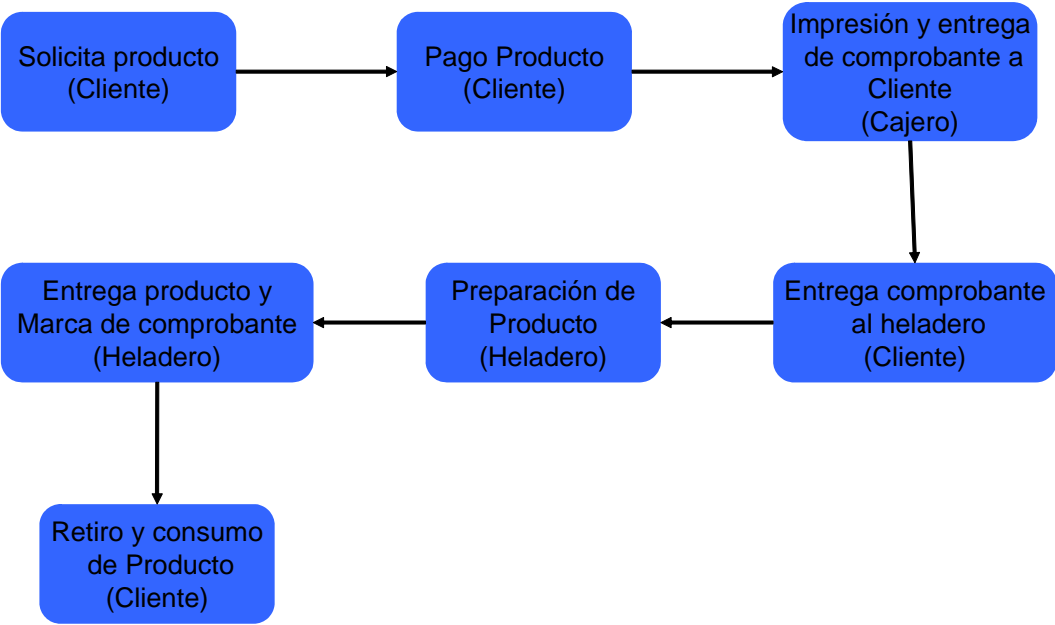 Solicita producto
(Cliente)
Pago Producto
(Cliente)
Impresión y entrega
de comprobante a
Cliente
(Cajero)
Entrega comprobante
al heladero
(Cliente)
Preparación de
Producto
(Heladero)
Entrega producto y
Marca de comprobante
(Heladero)
Retiro y consumo
de Producto
(Cliente)